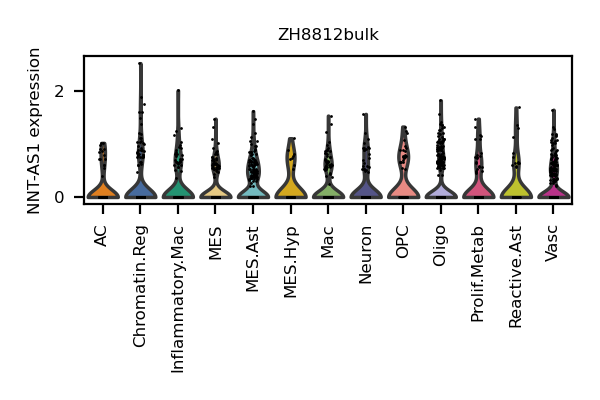 ZH8812bulk
NNT-AS1 expression
2
0
AC
Chromatin.Reg
Inflammatory.Mac
MES
MES.Ast
MES.Hyp
Mac
Neuron
OPC
Oligo
Prolif.Metab
Reactive.Ast
Vasc